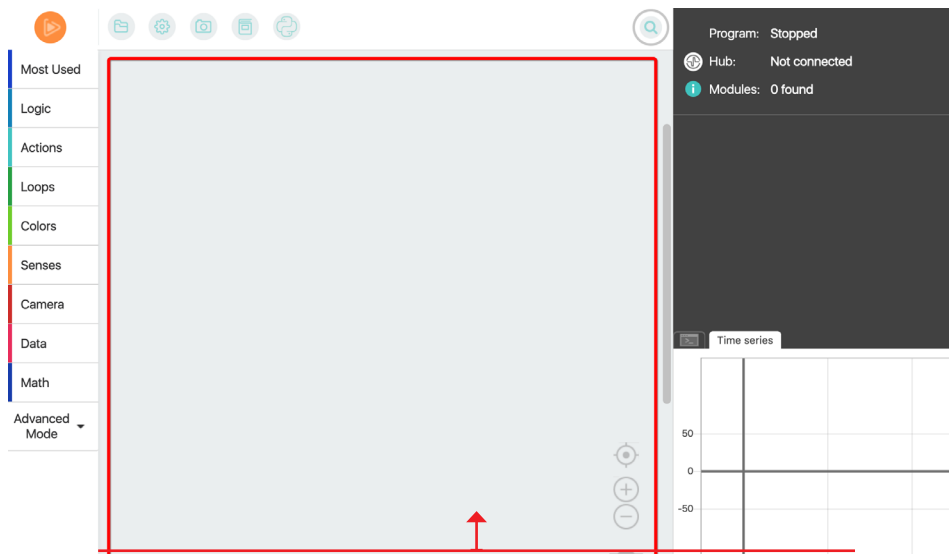 Program: Stopped
Hub: Not connected
Modules: 0 found
Most Used
Logic
Actions
Loops
Colors
Senses
Camera
Data
Math
Advanced
Mode
Time series
50
0
-50